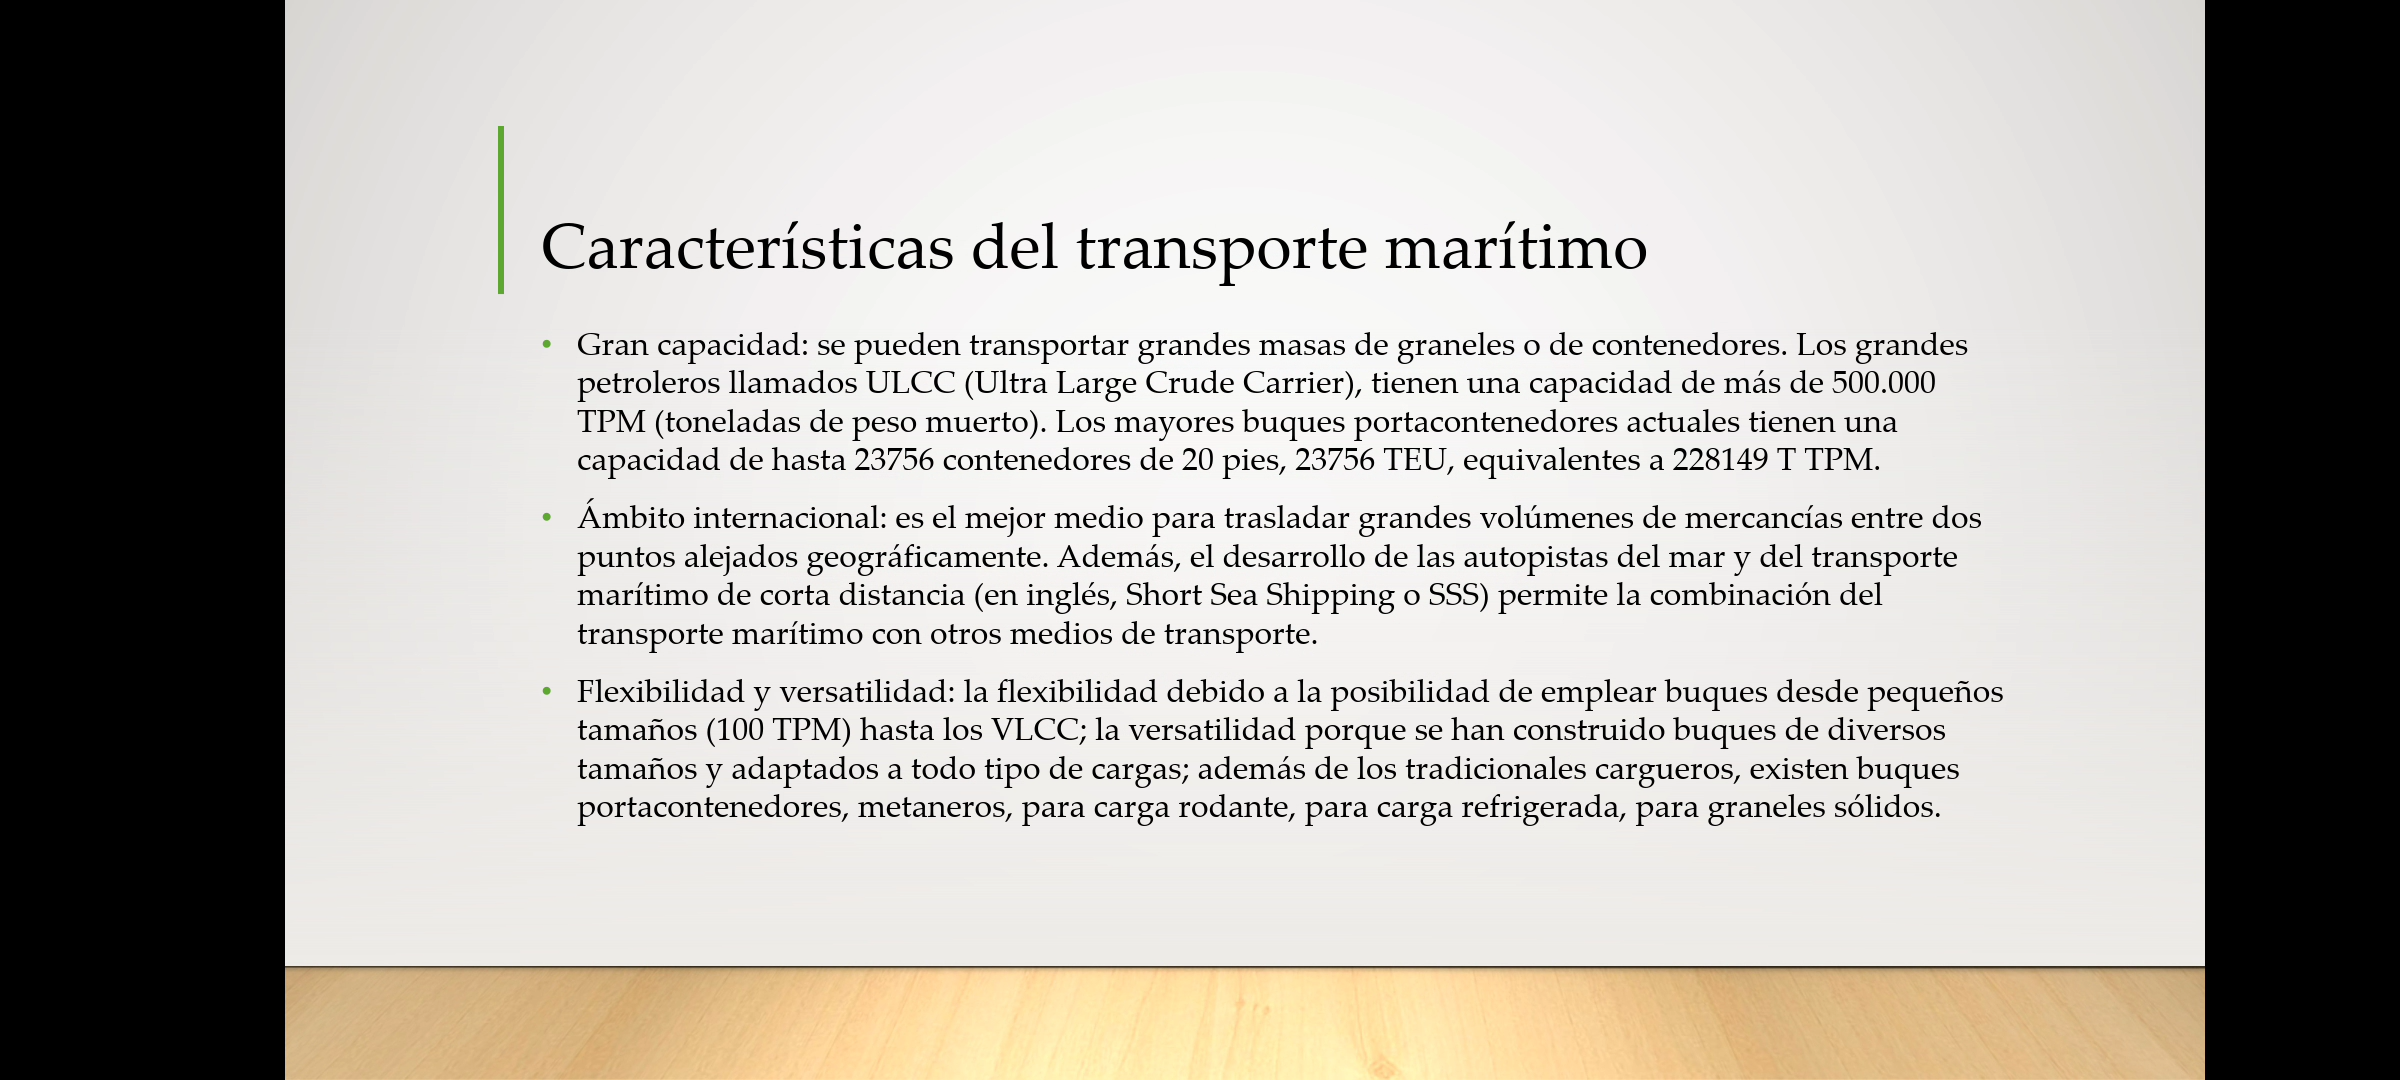 Características del transporte marítimo
• Gran capacidad: se pueden transportar grandes masas de graneles o de contenedores. Los grandes
petroleros llamados ULCC (Ultra Large Crude Carrier), tienen una capacidad de más de 500.000
TPM (toneladas de peso muerto). Los mayores buques portacontenedores actuales tienen una
capacidad de hasta 23756 contenedores de 20 pies, 23756 TEU, equivalentes a 228149 T TPM.
• Ámbito internacional: es el mejor medio para trasladar grandes volúmenes de mercancías entre dos
puntos alejados geográficamente. Además, el desarrollo de las autopistas del mar y del transporte
marítimo de corta distancia (en inglés, Short Sea Shipping o SSS) permite la combinación del
transporte marítimo con otros medios de transporte.
• Flexibilidad y versatilidad: la flexibilidad debido a la posibilidad de emplear buques desde pequeños
tamaños (100 TPM) hasta los VLCC; la versatilidad porque se han construido buques de diversos
tamaños y adaptados a todo tipo de cargas; además de los tradicionales cargueros, existen buques
portacontenedores, metaneros, para carga rodante, para carga refrigerada, para graneles sólidos.